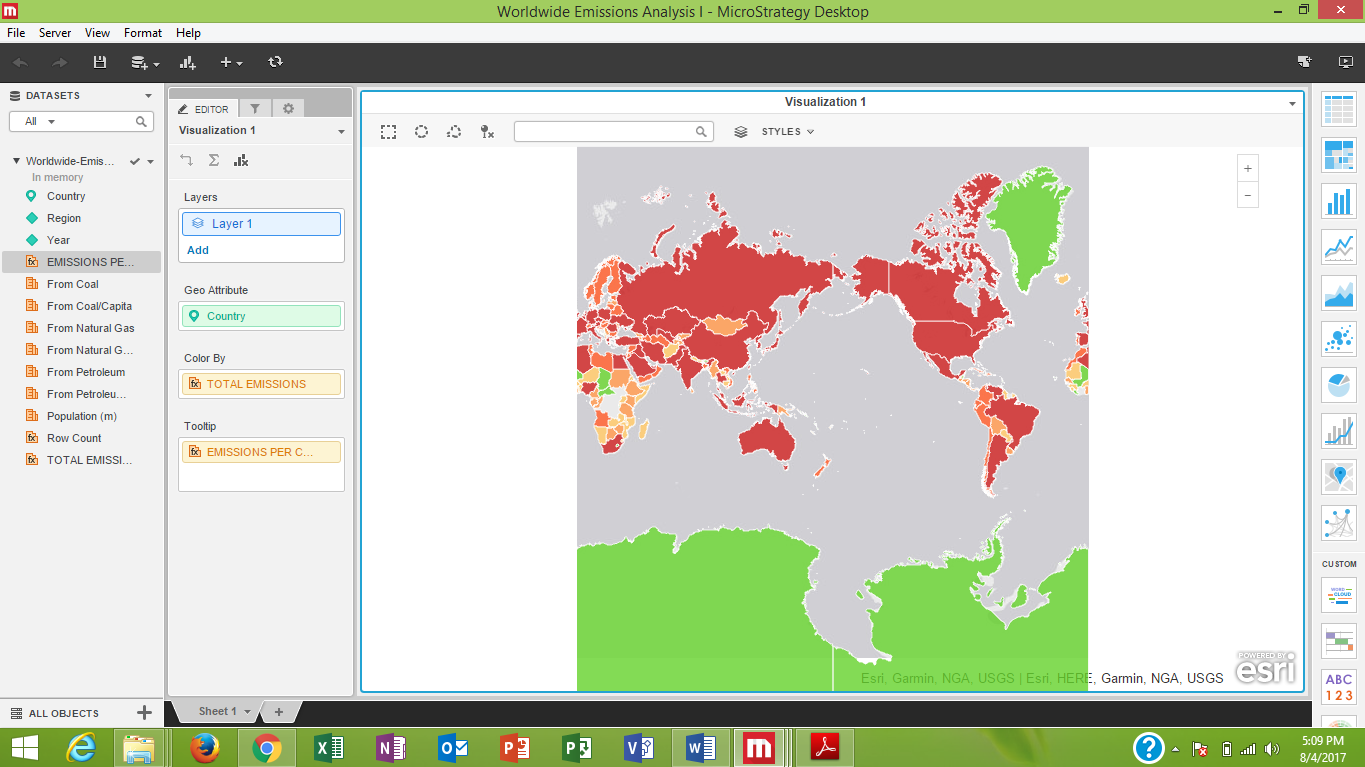 Worldwide Emissions Analysis I - MicroStrategy Desktop
File Server View Format Help
DATASETS
All
Worldwide-Emis...
In memory
Country
Region
Year
EMISSIONS PE...
From Coal
From Coal/Capita
From Natural Gas
From Natural G...
From Petroleum
From Petroleu...
Population (m)
Row Count
TOTAL EMISSI...
ALL OBJECTS
EDITOR
Visualization 1
Layers
Layer 1
Add
Geo Attribute
Country
Color By
TOTAL EMISSIONS
Tooltip
EMISSIONS PER C...
Visualization 1
STYLES
+
−
POWERED BY
esri
Esri, Garmin, NGA, USGS | Esri, HERE, Garmin, NGA, USGS
CUSTOM
WORD
CLOUD
ABC
123
Sheet 1
5:09 PM
8/4/2017